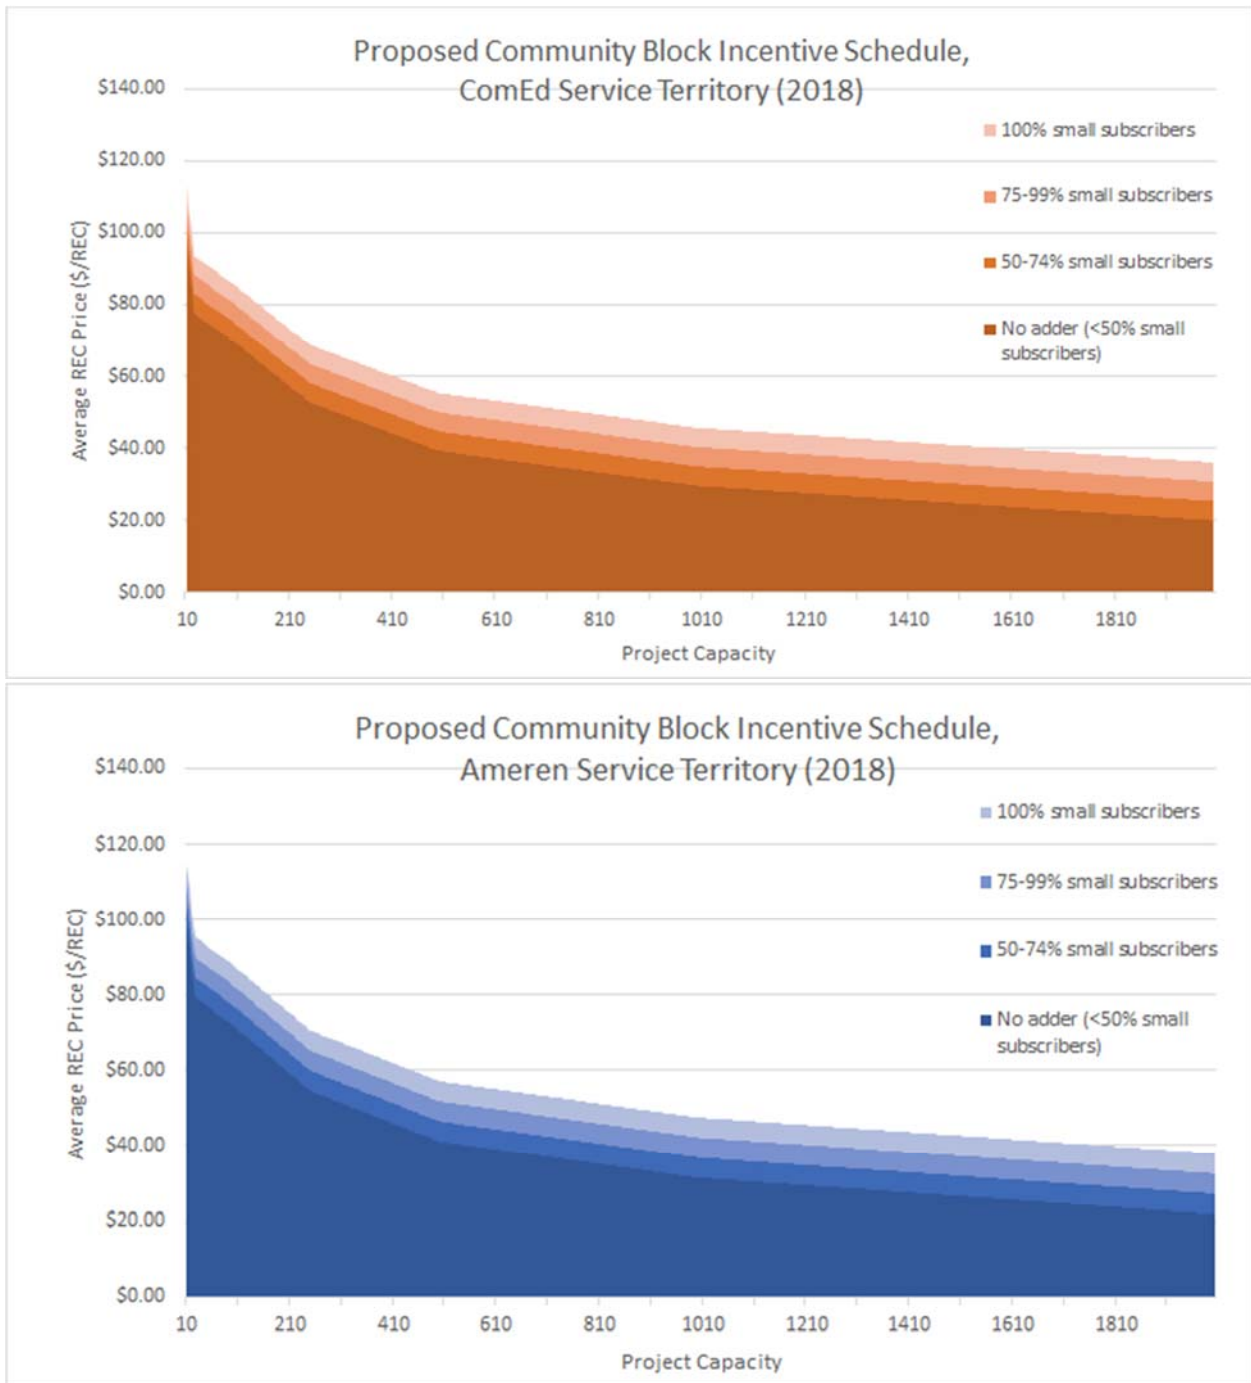 Proposed Community Block Incentive Schedule,
ComEd Service Territory (2018)
$140.00
$120.00
$100.00
$80.00
$60.00
$40.00
$20.00
$0.00
Average REC Price ($/REC)
100% small subscribers
75-99% small subscribers
50-74% small subscribers
No adder (<50% small
subscribers)
10 210 410 610 810 1010 1210 1410 1610 1810
Project Capacity
Proposed Community Block Incentive Schedule,
Ameren Service Territory (2018)
$140.00
$120.00
$100.00
$80.00
$60.00
$40.00
$20.00
$0.00
Average REC Price ($/REC)
100% small subscribers
75-99% small subscribers
50-74% small subscribers
No adder (<50% small
subscribers)
10 210 410 610 810 1010 1210 1410 1610 1810
Project Capacity